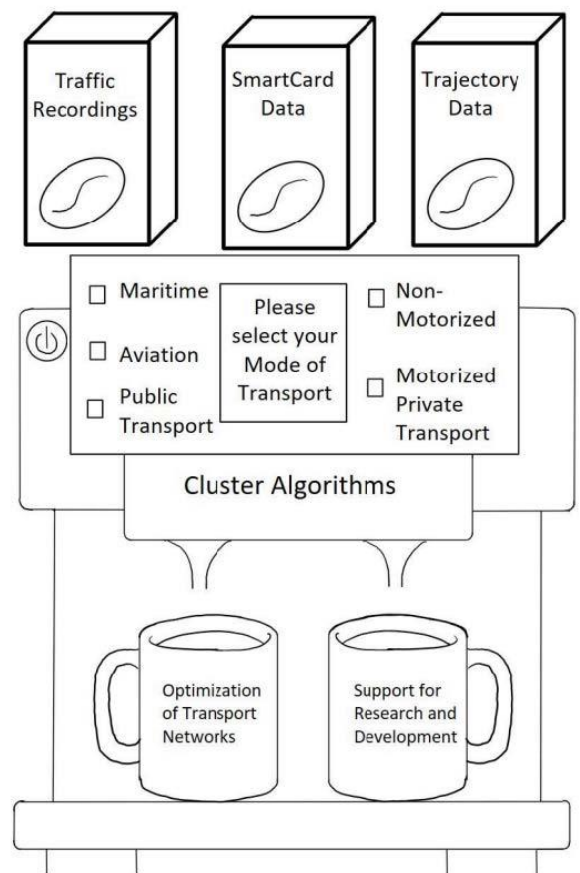 Traffic
Recordings
SmartCard
Data
Trajectory
Data
Maritime
Aviation
Public
Transport
Please
select your
Mode of
Transport
Non-
Motorized
Motorized
Private
Transport
Cluster Algorithms
Optimization
of Transport
Networks
Support for
Research and
Development